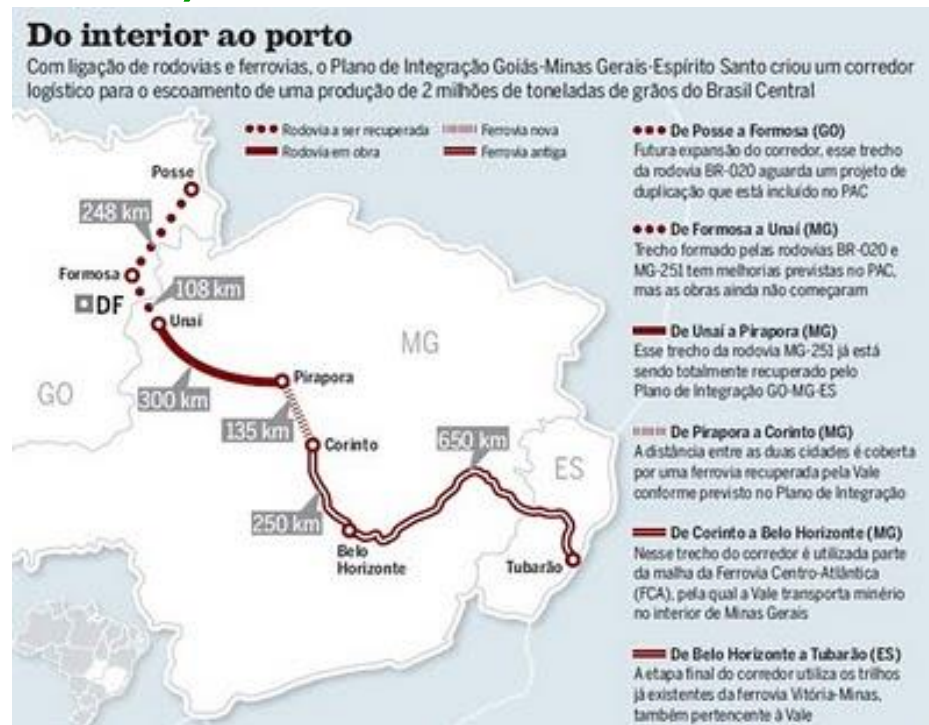 Do interior ao porto
Com ligação de rodovias e ferrovias, o Plano de Integração Goiás-Minas Gerais-Espírito Santo criou um corredor
logístico para o escoamento de uma produção de 2 milhões de toneladas de grãos do Brasil Central
Rodovia a ser recuperada
Ferrovia nova
Rodovia em obra
Ferrovia antiga
Posse
248 km
Formosa
DF
108 km
Unaí
MG
GO
300 km
Pirapora
135 km
Corinto
650 km
ES
250 km
Belo
Horizonte
Tubarão
De Posse a Formosa (GO)
Futura expansão do corredor, esse trecho
da rodovia BR-020 aguarda um projeto de
duplicação que está incluído no PAC
De Formosa a Unaí (MG)
Trecho formado pelas rodovias BR-020 e
MG-251 tem melhorias previstas no PAC,
mas as obras ainda não começaram
De Unaí a Pirapora (MG)
Esse trecho da rodovia MG-251 já está
sendo totalmente recuperado pelo
Plano de Integração GO-MG-ES
De Pirapora a Corinto (MG)
A distância entre as duas cidades é coberta
por uma ferrovia recuperada pela Vale
conforme previsto no Plano de Integração
De Corinto a Belo Horizonte (MG)
Nesse trecho do corredor é utilizada parte
da malha da Ferrovia Centro-Atlântica
(FCA), pela qual a Vale transporta minério
no interior de Minas Gerais
De Belo Horizonte a Tubarão (ES)
A etapa final do corredor utiliza os trilhos
já existentes da ferrovia Vitória-Minas,
também pertencente à Vale